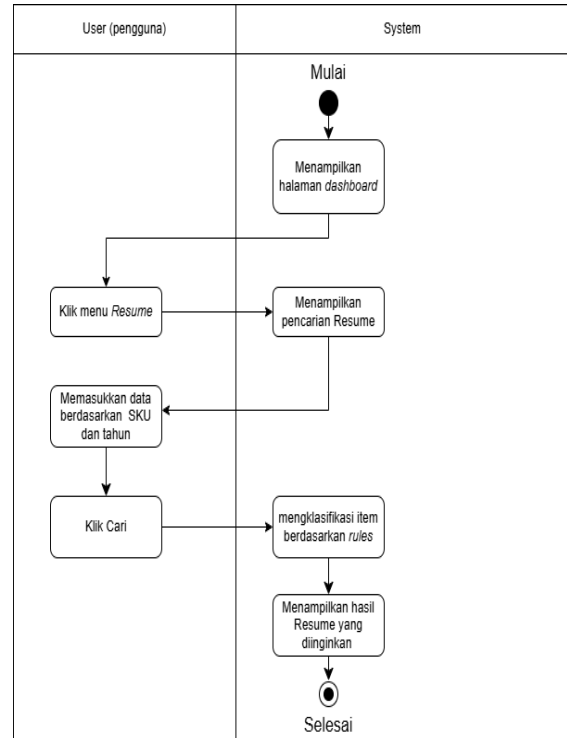 User (pengguna)
System
Mulai
Menampilkan
halaman dashboard
Klik menu Resume
Menampilkan
pencarian Resume
Memasukkan data
berdasarkan SKU
dan tahun
Klik Cari
mengklasifikasi item
berdasarkan rules
Menampilkan hasil
Resume yang
diinginkan
Selesai